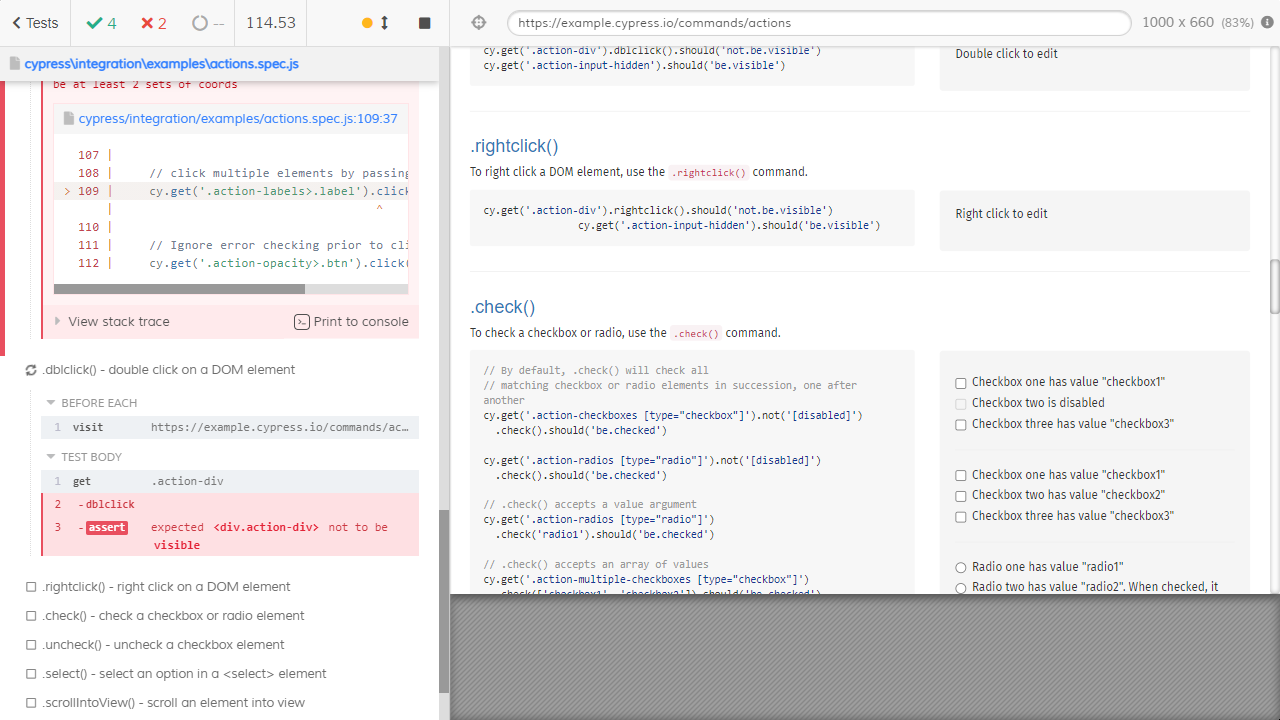 Tests
4
2
--
114.53
https://example.cypress.io/commands/actions
1000 x 660 (83%)
cypress\integration\examples\actions.spec.js
be at least 2 sets of coords
cypress/integration/examples/actions.spec.js:109:37
107 |
108 | // click multiple elements by passing
> 109 | cy.get('.action-labels>.label').click
| ^
110 |
111 | // Ignore error checking prior to cli
112 | cy.get('.action-opacity>.btn').click(
View stack trace
Print to console
.dblclick() - double click on a DOM element
BEFORE EACH
1 visit https://example.cypress.io/commands/ac...
TEST BODY
1 get .action-div
2 -dblclick
3 -assert expected <div.action-div> not to be
visible
.rightclick() - right click on a DOM element
.check() - check a checkbox or radio element
.uncheck() - uncheck a checkbox element
.select() - select an option in a <select> element
.scrollIntoView() - scroll an element into view
cy.get('.action-div').dblclick().should('not.be.visible')
cy.get('.action-input-hidden').should('be.visible')
Double click to edit
.rightclick()
To right click a DOM element, use the .rightclick() command.
cy.get('.action-div').rightclick().should('not.be.visible')
cy.get('.action-input-hidden').should('be.visible')
Right click to edit
.check()
To check a checkbox or radio, use the .check() command.
// By default, .check() will check all
// matching checkbox or radio elements in succession, one after
another
cy.get('.action-checkboxes [type="checkbox"]').not('[disabled]')
.check().should('be.checked')
cy.get('.action-radios [type="radio"]').not('[disabled]')
.check().should('be.checked')
// .check() accepts a value argument
cy.get('.action-radios [type="radio"]')
.check('radio1').should('be.checked')
// .check() accepts an array of values
cy.get('.action-multiple-checkboxes [type="checkbox"]')
.check(['checkbox1', 'checkbox2']).should('be.checked')
Checkbox one has value "checkbox1"
Checkbox two is disabled
Checkbox three has value "checkbox3"
Checkbox one has value "checkbox1"
Checkbox two has value "checkbox2"
Checkbox three has value "checkbox3"
Radio one has value "radio1"
Radio two has value "radio2". When checked, it